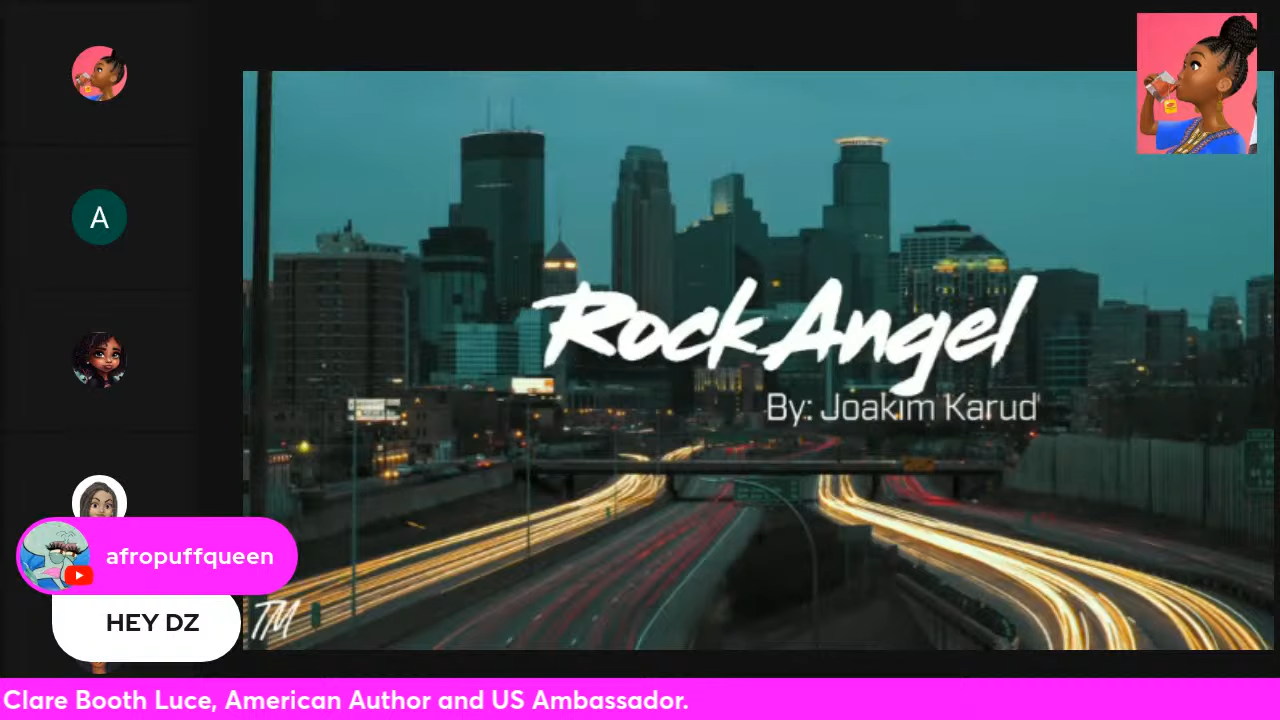 A
Rock Angel
By: Joakim Karud'
afropuffqueen
HEY DZ
TM
Clare Booth Luce, American Author and US Ambassador.